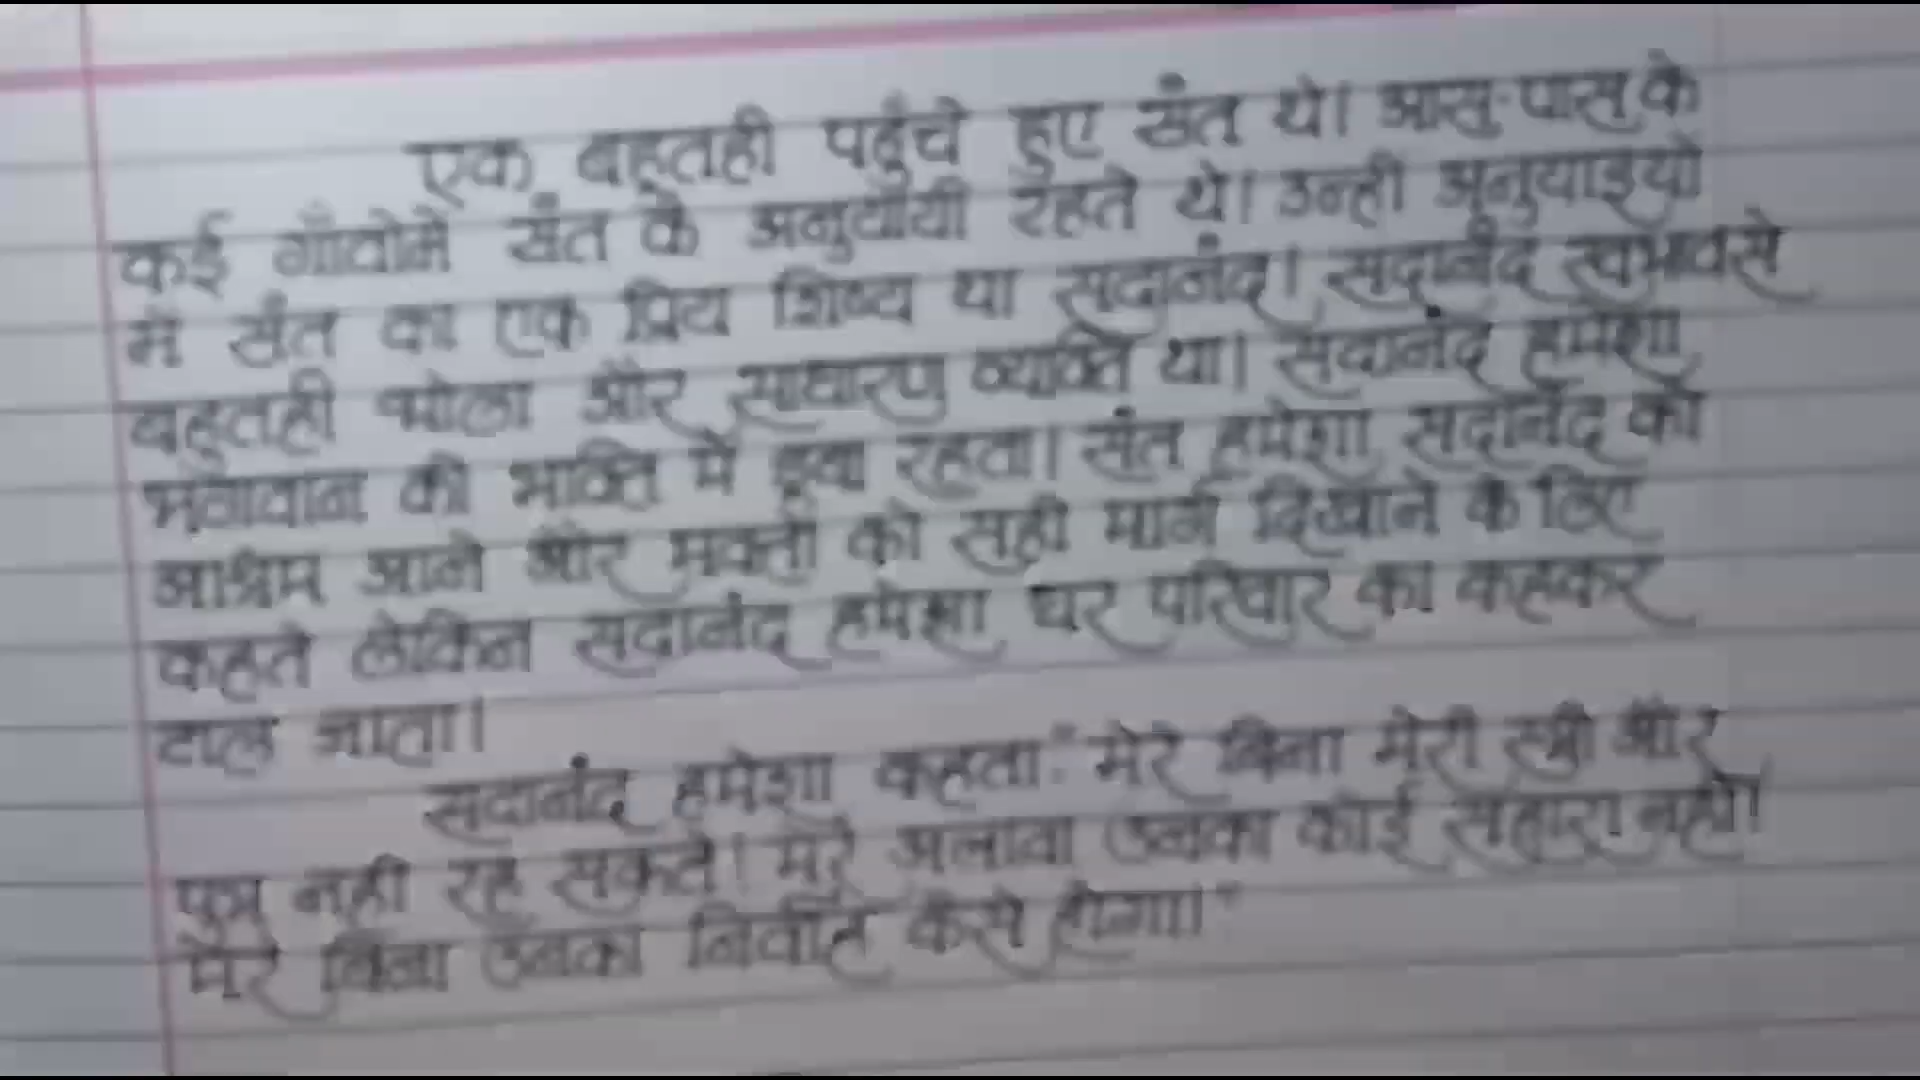 एक बहुतही पहुँचे हुए संत थे। आस-पास के
कई गाँवोमें संत के अनुयायी रहते थे। उन्ही अनुयाइयों
में संत का एक प्रिय शिष्य था सदानंद। सदानंद स्वभावसे
बहुतही भोला और साधारण व्यक्ति था। सदानंद हमेशा
भगवान की भक्ति में डूबा रहता। संत हमेशा सदानंद को
आश्रम आने और भक्तो को सही मार्ग दिखाने के लिए
कहते लेकिन सदानंद हमेशा घर परिवार का कहकर
टाल जाता।
सदानंद हमेशा कहता "मेरे बिना मेरी स्त्री और
पुत्र नही रह सकते। मेरे अलावा उनका कोई सहारा नही।
मेरे बिना उनका निर्वाह कैसे होगा।"